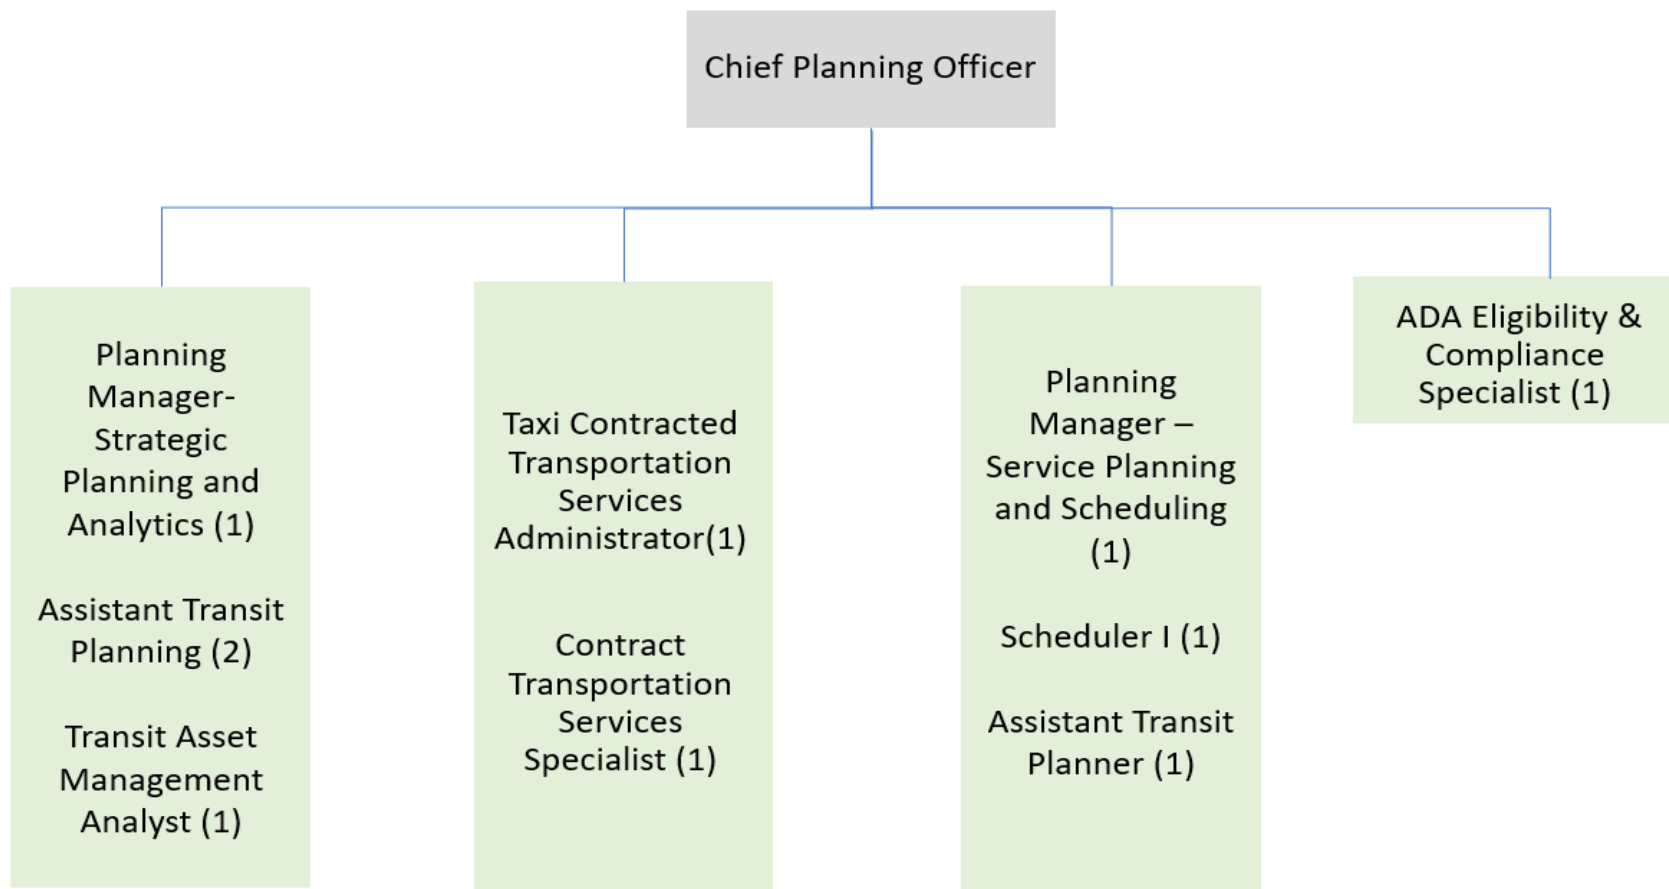 Chief Planning Officer
Planning
Manager-
Strategic
Planning and
Analytics (1)
Assistant Transit
Planning (2)
Transit Asset
Management
Analyst (1)
Taxi Contracted
Transportation
Services
Administrator(1)
Contract
Transportation
Services
Specialist (1)
Planning
Manager –
Service Planning
and Scheduling
(1)
Scheduler I (1)
Assistant Transit
Planner (1)
ADA Eligibility &
Compliance
Specialist (1)